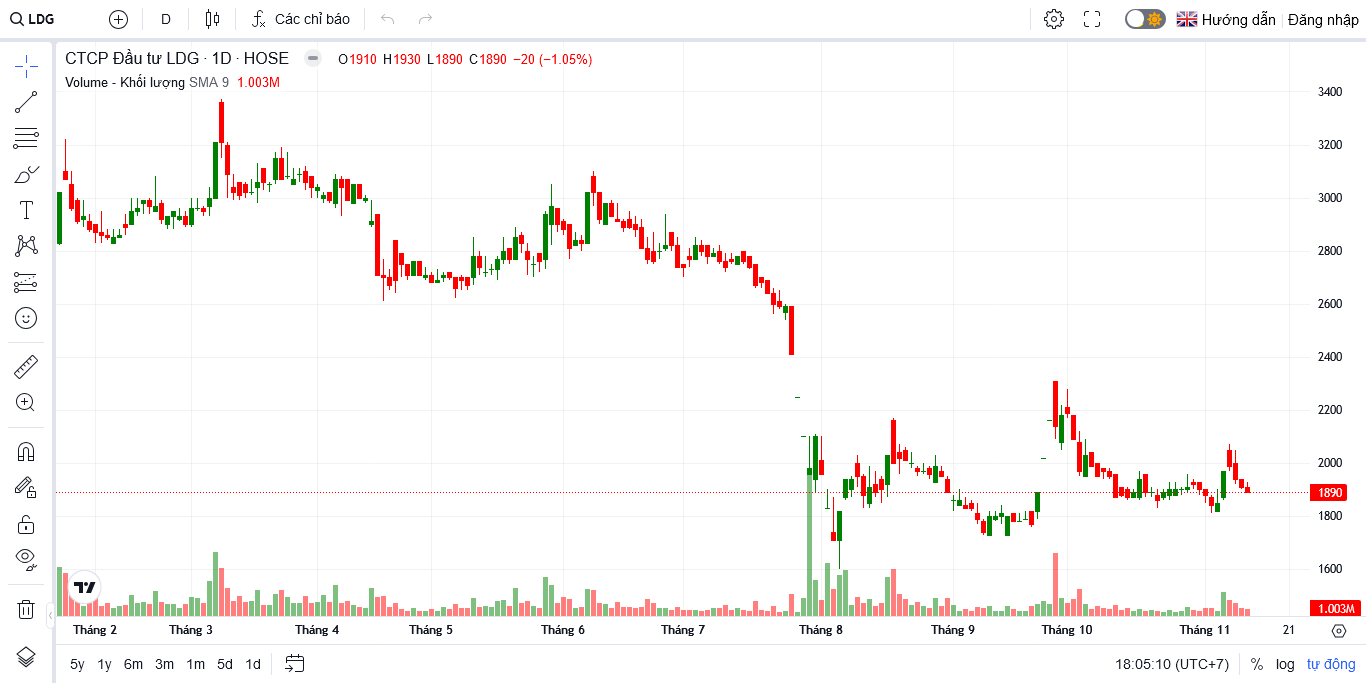 LDG D Các chỉ báo Hướng dẫn Đăng nhập
CTCP Đầu tư LDG · 1D · HOSE O1910 H1930 L1890 C1890 −20 (−1.05%)
Volume - Khối lượng SMA 9 1.003M
3400
3200
3000
2800
2600
2400
2200
2000
1890
1800
1600
1.003M
Tháng 2 Tháng 3 Tháng 4 Tháng 5 Tháng 6 Tháng 7 Tháng 8 Tháng 9 Tháng 10 Tháng 11 21
5y 1y 6m 3m 1m 5d 1d 18:05:10 (UTC+7) % log tự động